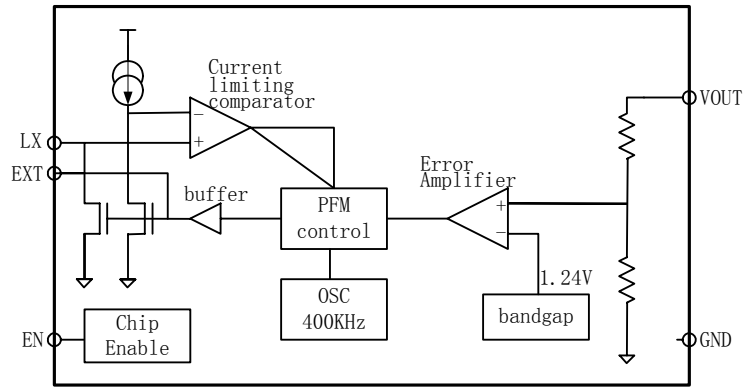 Current
limiting
comparator
VOUT
LX
EXT
Error
Amplifier
buffer
PFM
control
1.24V
OSC
400KHz
bandgap
Chip
Enable
EN
GND
-
+
+
-